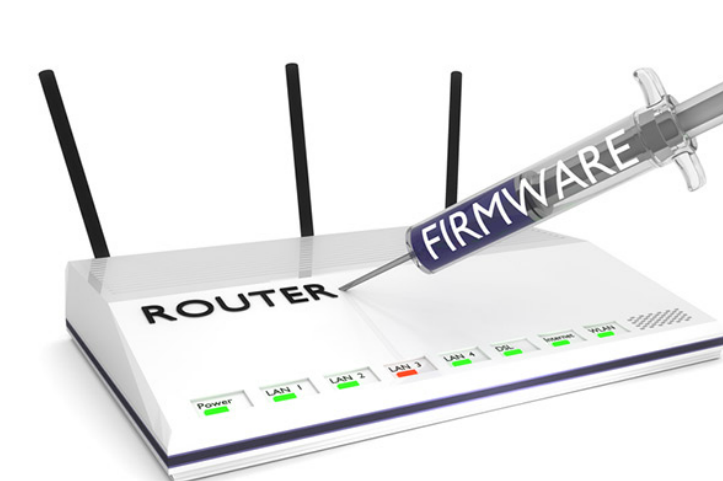 FIRMWARE
ROUTER
Power
LAN 1
LAN 2
LAN 3
LAN 4
DSL
Internet
WLAN